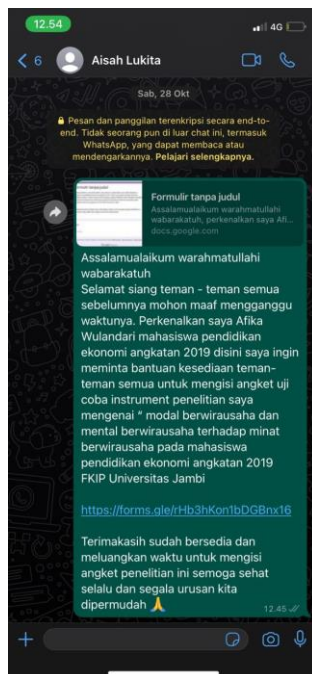 12.54
4G
6
Aisah Lukita
Sab, 28 Okt
Pesan dan panggilan terenkripsi secara end-to-
end. Tidak seorang pun di luar chat ini, termasuk
WhatsApp, yang dapat membaca atau
mendengarkannya. Pelajari selengkapnya.
Formulir tanpa judul
Assalamualaikum warahmatullahi
wabarakatuh, perkenalkan saya Afi...
docs.google.com
Assalamualaikum warahmatullahi
wabarakatuh
Selamat siang teman - teman semua
sebelumnya mohon maaf mengganggu
waktunya. Perkenalkan saya Afika
Wulandari mahasiswa pendidikan
ekonomi angkatan 2019 disini saya ingin
meminta bantuan kesediaan teman-
teman semua untuk mengisi angket uji
coba instrument penelitian saya
mengenai “ modal berwirausaha dan
mental berwirausaha terhadap minat
berwirausaha pada mahasiswa
pendidikan ekonomi angkatan 2019
FKIP Universitas Jambi
https://forms.gle/rHb3hKon1bDGBnx16
Terimakasih sudah bersedia dan
meluangkan waktu untuk mengisi
angket penelitian ini semoga sehat
selalu dan segala urusan kita
dipermudah 🙏
12.45